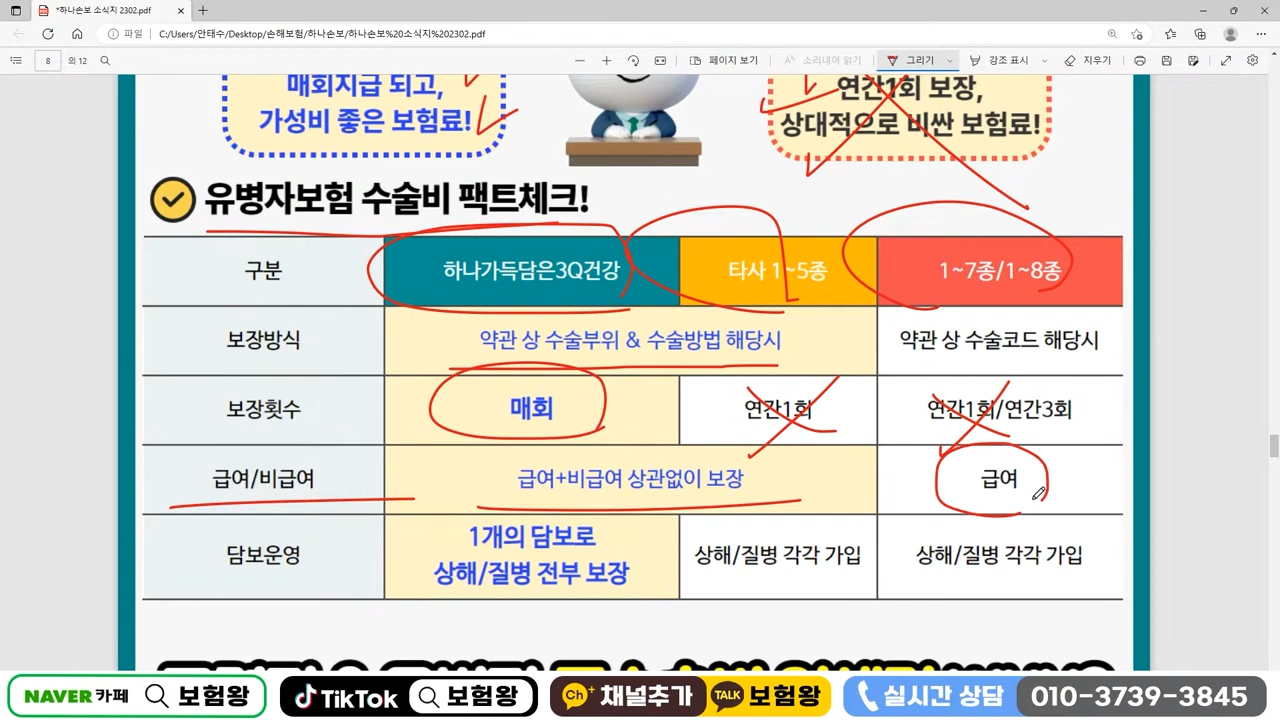 *하나손보 소식지 2302.pdf
파일 C:/Users/안태수/Desktop/손해보험/하나손보/하나손보%20소식지%202302.pdf
8 의 12 페이지 보기 소리내어 읽기 그리기 강조 표시 지우기
매회지급 되고,
가성비 좋은 보험료!
연간1회 보장,
상대적으로 비싼 보험료!
유병자보험 수술비 팩트체크!
구분 하나가득담은3Q건강 타사 1~5종 1~7종/1~8종
보장방식 약관 상 수술부위 & 수술방법 해당시 약관 상 수술코드 해당시
보장횟수 매회 연간1회 연간1회/연간3회
급여/비급여 급여+비급여 상관없이 보장 급여
담보운영 1개의 담보로 상해/질병 각각 가입 상해/질병 각각 가입
상해/질병 전부 보장
NAVER 카페 보험왕 TikTok 보험왕 Ch+ 채널추가 TALK 보험왕 실시간 상담 010-3739-3845